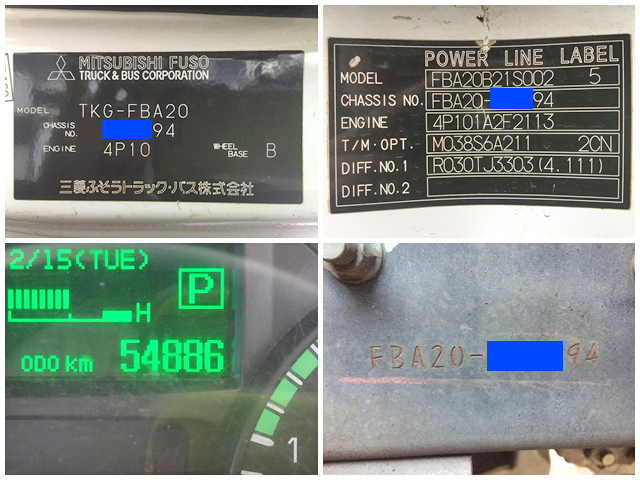 MITSUBISHI FUSO
TRUCK & BUS CORPORATION
MODEL TKG-FBA20
CHASSIS NO. 94
ENGINE 4P10 WHEEL BASE B
三菱ふそうトラック・バス株式会社
POWER LINE LABEL
MODEL FBA20B21S002 5
CHASSIS NO. FBA20- 94
ENGINE 4P101A2F2113
T/M・OPT. M038S6A211 20N
DIFF.NO.1 R030TJ3303(4.111)
DIFF.NO.2
2/15(TUE)
P
H
ODO km 54886
1
FBA20- 94